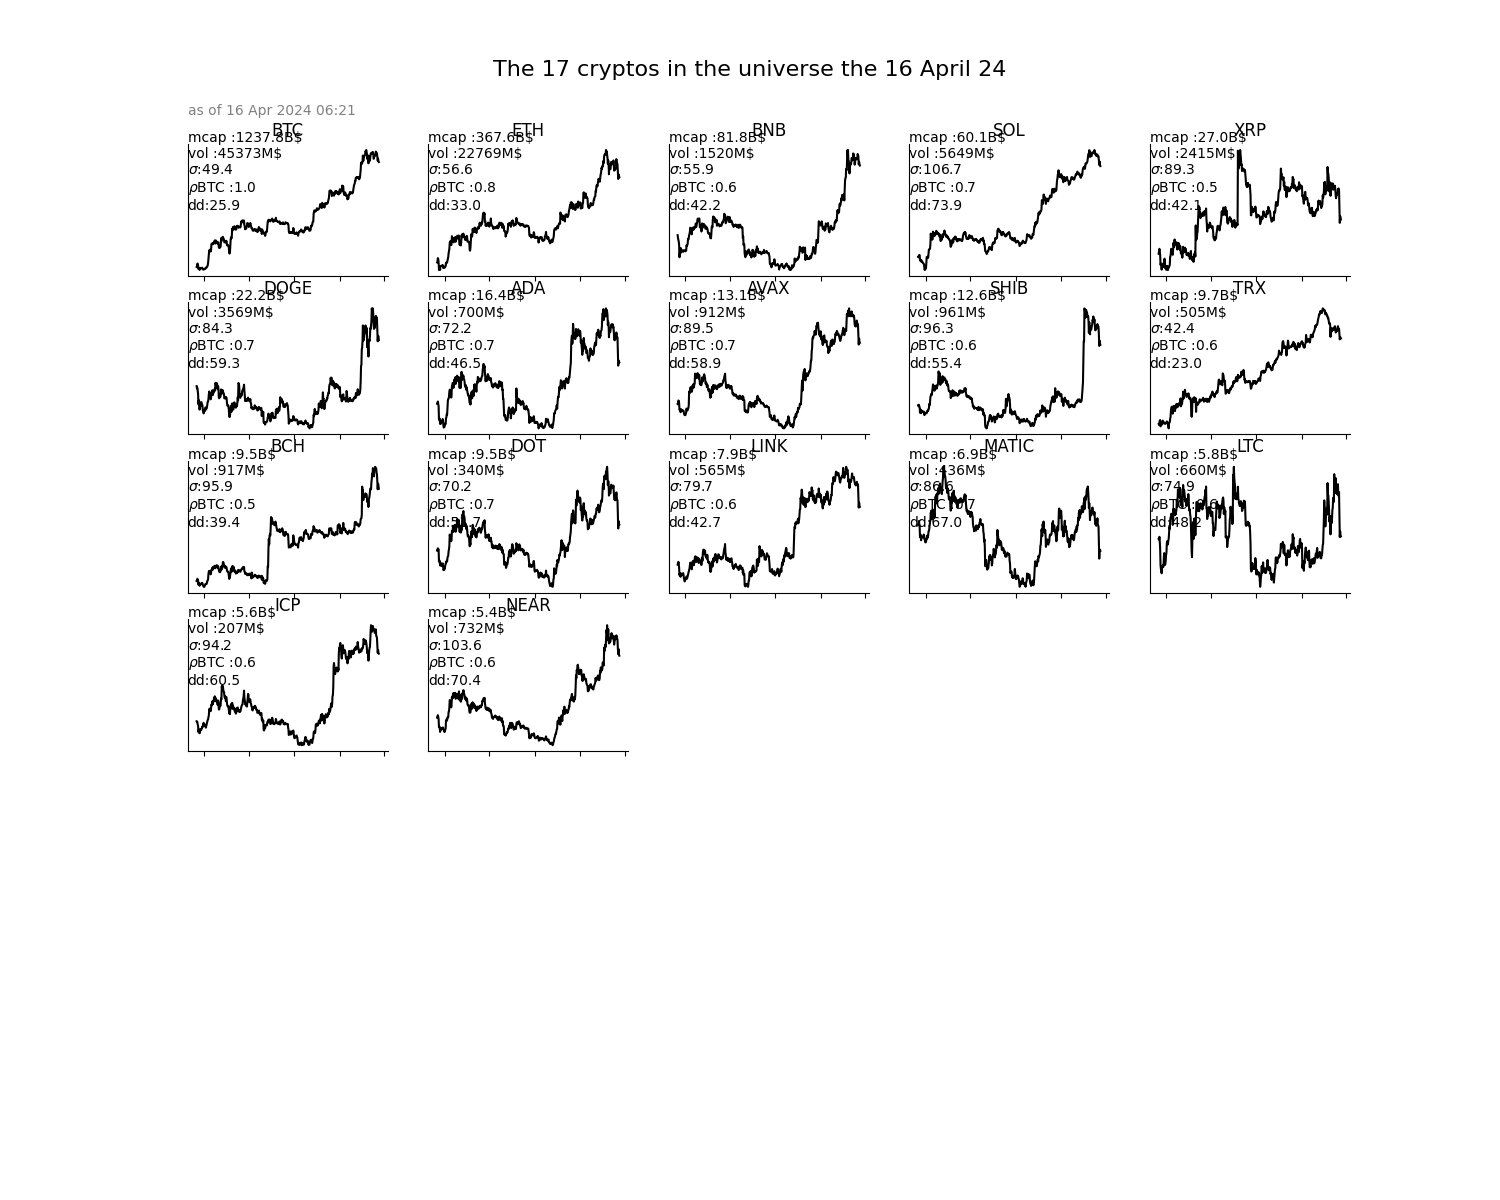 The 17 cryptos in the universe the 16 April 24
as of 16 Apr 2024 06:21
BTC
mcap :1237.8B$
vol :45373M$
σ:49.4
ρBTC :1.0
dd:25.9
ETH
mcap :367.6B$
vol :22769M$
σ:56.6
ρBTC :0.8
dd:33.0
BNB
mcap :81.8B$
vol :1520M$
σ:55.9
ρBTC :0.6
dd:42.2
SOL
mcap :60.1B$
vol :5649M$
σ:106.7
ρBTC :0.7
dd:73.9
XRP
mcap :27.0B$
vol :2415M$
σ:89.3
ρBTC :0.5
dd:42.1
DOGE
mcap :22.2B$
vol :3569M$
σ:84.3
ρBTC :0.7
dd:59.3
ADA
mcap :16.4B$
vol :700M$
σ:72.2
ρBTC :0.7
dd:46.5
AVAX
mcap :13.1B$
vol :912M$
σ:89.5
ρBTC :0.7
dd:58.9
SHIB
mcap :12.6B$
vol :961M$
σ:96.3
ρBTC :0.6
dd:55.4
TRX
mcap :9.7B$
vol :505M$
σ:42.4
ρBTC :0.6
dd:23.0
BCH
mcap :9.5B$
vol :917M$
σ:95.9
ρBTC :0.5
dd:39.4
DOT
mcap :9.5B$
vol :340M$
σ:70.2
ρBTC :0.7
LINK
mcap :7.9B$
vol :565M$
σ:79.7
ρBTC :0.6
dd:42.7
MATIC
mcap :6.9B$
vol :436M$
σ:86.6
ρBTC :0.7
dd:67.0
LTC
mcap :5.8B$
vol :660M$
σ:74.9
ρBTC :0.6
dd:48.2
ICP
mcap :5.6B$
vol :207M$
σ:94.2
ρBTC :0.6
dd:60.5
NEAR
mcap :5.4B$
vol :732M$
σ:103.6
ρBTC :0.6
dd:70.4